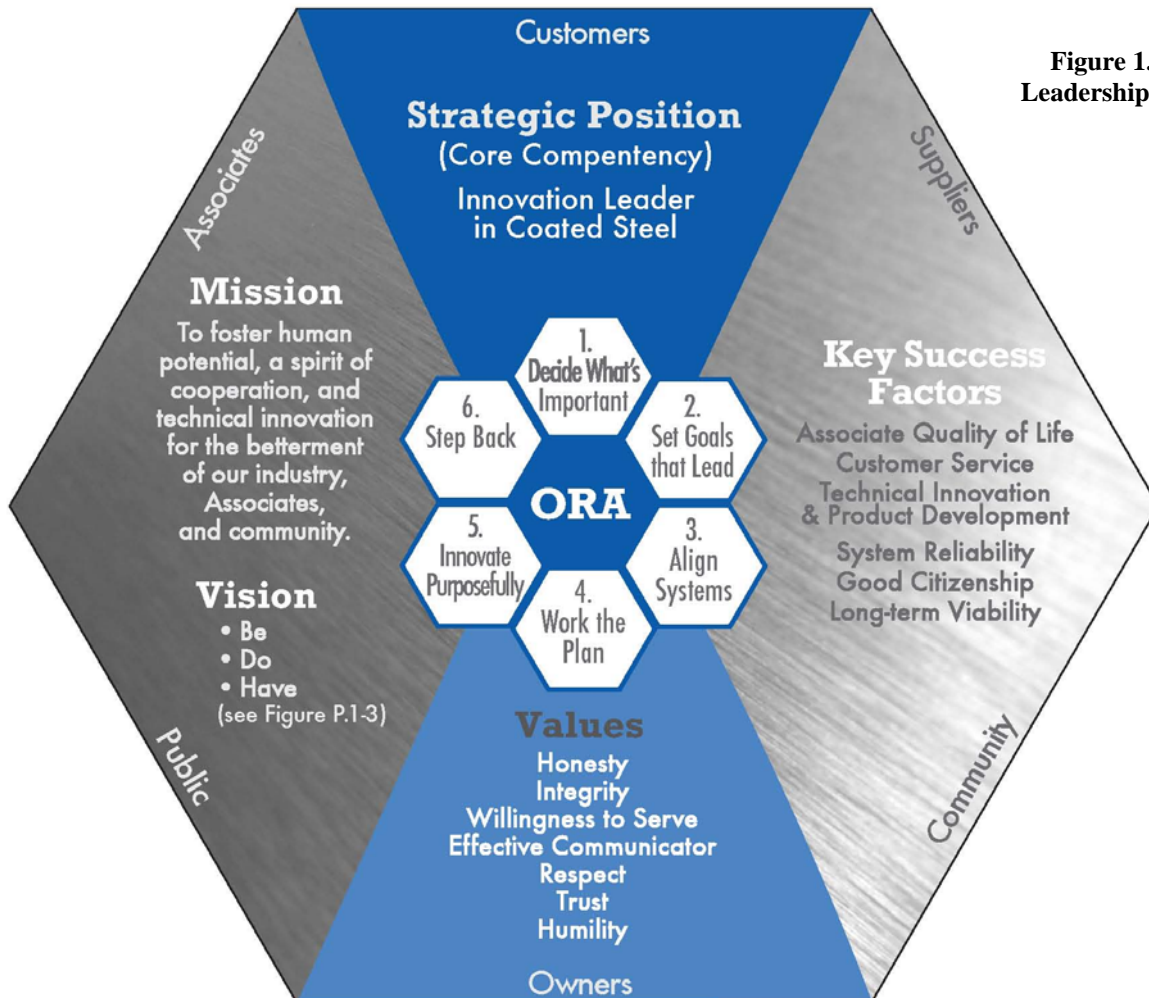 Customers
Figure 1.
Leadership
Strategic Position
(Core Compentency)
Innovation Leader
in Coated Steel
Associates
Suppliers
Mission
To foster human
potential, a spirit of
cooperation, and
technical innovation
for the betterment
of our industry,
Associates,
and community.
Vision
• Be
• Do
• Have
(see Figure P.1-3)
Public
1.
Decide What's
Important
2.
Set Goals
that Lead
3.
Align
Systems
4.
Work the
Plan
5.
Innovate
Purposefully
6.
Step Back
ORA
Key Success
Factors
Associate Quality of Life
Customer Service
Technical Innovation
& Product Development
System Reliability
Good Citizenship
Long-term Viability
Community
Values
Honesty
Integrity
Willingness to Serve
Effective Communicator
Respect
Trust
Humility
Owners